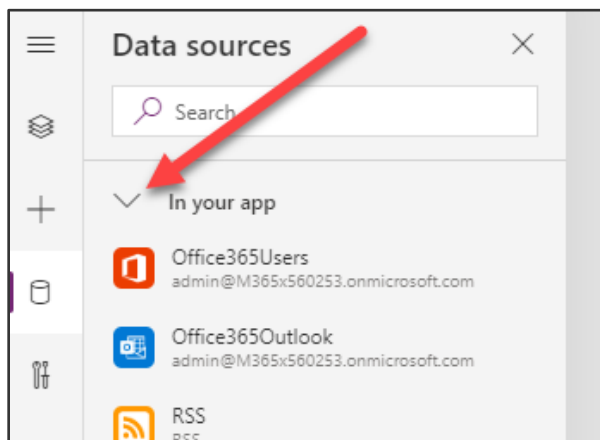 Data sources
Search
In your app
Office365Users
admin@M365x560253.onmicrosoft.com
Office365Outlook
admin@M365x560253.onmicrosoft.com
RSS
RSS